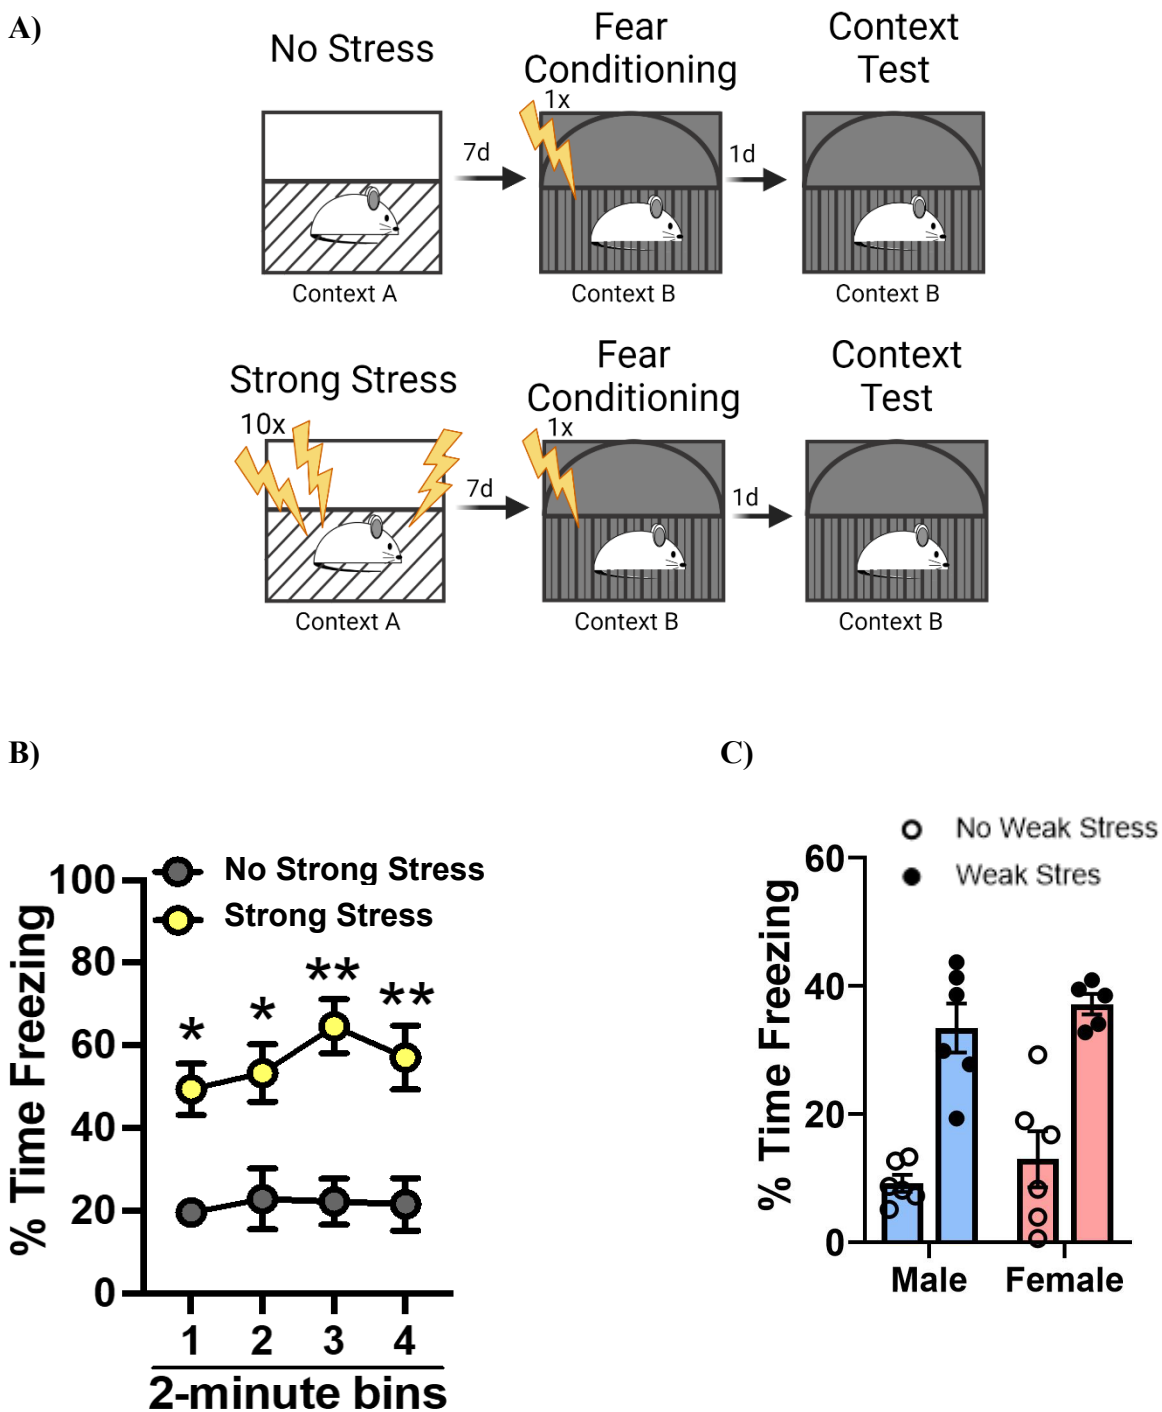 A)
No Stress
Fear
Conditioning
Context
Test
1x
7d
1d
Context A
Context B
Context B
Strong Stress
Fear
Conditioning
Context
Test
10x
1x
7d
1d
Context A
Context B
Context B
B)
No Strong Stress
Strong Stress
% Time Freezing
100
80
60
40
20
0
*
*
**
**
1 2 3 4
2-minute bins
C)
No Weak Stress
Weak Stres
% Time Freezing
60
40
20
0
Male Female